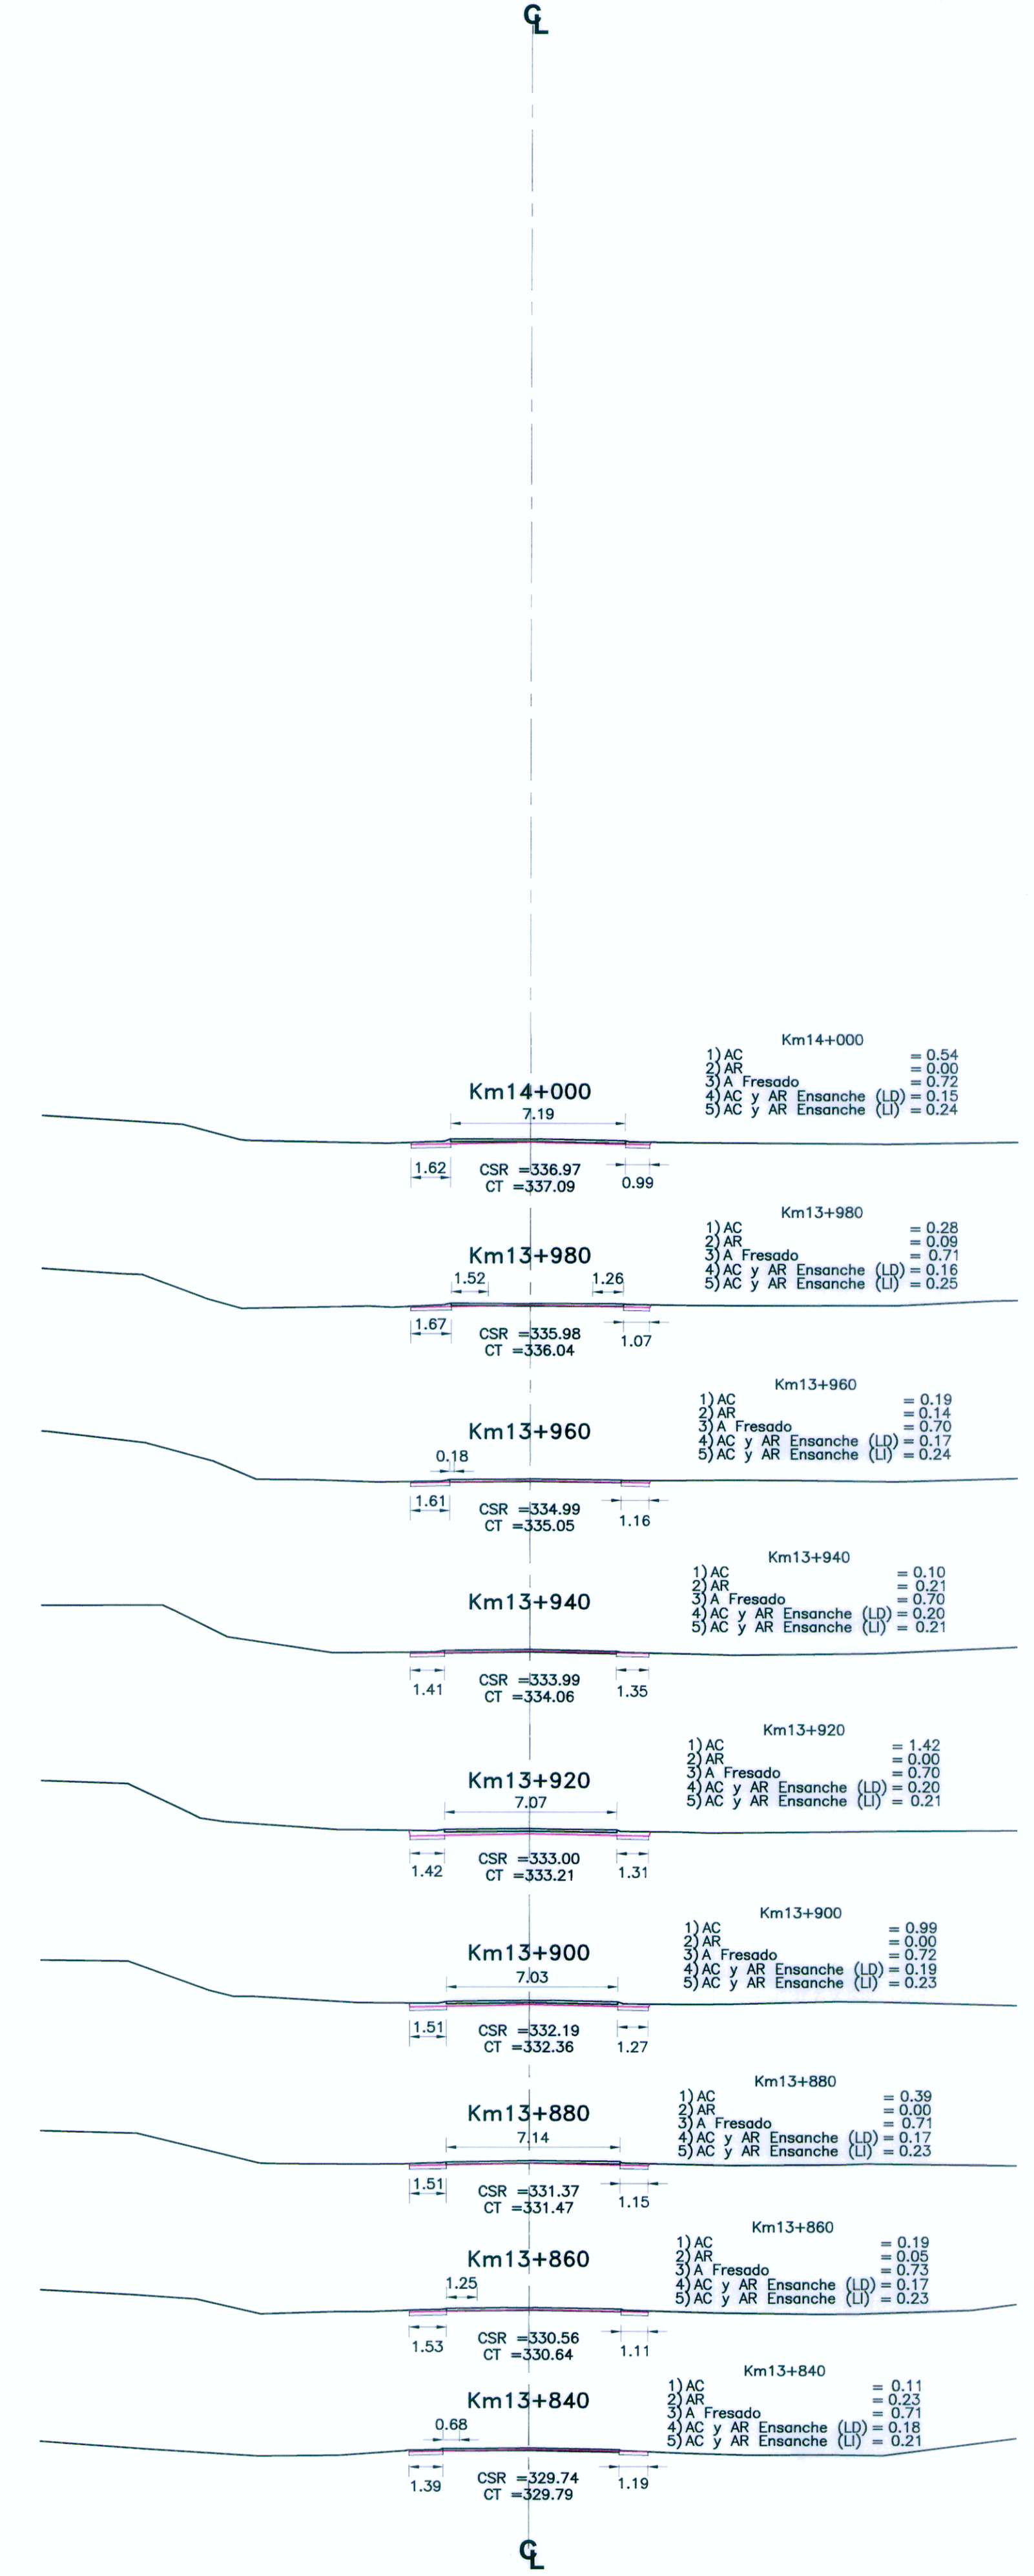 CL
Km14+000
1)AC = 0.54
2)AR = 0.00
3)A Fresado = 0.72
4)AC y AR Ensanche (LD) = 0.15
5)AC y AR Ensanche (LI) = 0.24
Km14+000
7.19
1.62
CSR =336.97
CT =337.09
0.99
Km13+980
1)AC = 0.28
2)AR = 0.09
3)A Fresado = 0.71
4)AC y AR Ensanche (LD) = 0.16
5)AC y AR Ensanche (LI) = 0.25
Km13+980
1.52 1.26
1.67
CSR =335.98
CT =336.04
1.07
Km13+960
1)AC = 0.19
2)AR = 0.14
3)A Fresado = 0.70
4)AC y AR Ensanche (LD) = 0.17
5)AC y AR Ensanche (LI) = 0.24
Km13+960
0.18
1.61
CSR =334.99
CT =335.05
1.16
Km13+940
1)AC = 0.10
2)AR = 0.21
3)A Fresado = 0.70
4)AC y AR Ensanche (LD) = 0.20
5)AC y AR Ensanche (LI) = 0.21
Km13+940
1.41
CSR =333.99
CT =334.06
1.35
Km13+920
1)AC = 1.42
2)AR = 0.00
3)A Fresado = 0.70
4)AC y AR Ensanche (LD) = 0.20
5)AC y AR Ensanche (LI) = 0.21
Km13+920
7.07
1.42
CSR =333.00
CT =333.21
1.31
Km13+900
1)AC = 0.99
2)AR = 0.00
3)A Fresado = 0.72
4)AC y AR Ensanche (LD) = 0.19
5)AC y AR Ensanche (LI) = 0.23
Km13+900
7.03
1.51
CSR =332.19
CT =332.36
1.27
Km13+880
1)AC = 0.39
2)AR = 0.00
3)A Fresado = 0.71
4)AC y AR Ensanche (LD) = 0.17
5)AC y AR Ensanche (LI) = 0.23
Km13+880
7.14
1.51
CSR =331.37
CT =331.47
1.15
Km13+860
1)AC = 0.19
2)AR = 0.05
3)A Fresado = 0.73
4)AC y AR Ensanche (LD) = 0.17
5)AC y AR Ensanche (LI) = 0.23
Km13+860
1.25
1.53
CSR =330.56
CT =330.64
1.11
Km13+840
1)AC = 0.11
2)AR = 0.23
3)A Fresado = 0.71
4)AC y AR Ensanche (LD) = 0.18
5)AC y AR Ensanche (LI) = 0.21
Km13+840
0.68
1.39
CSR =329.74
CT =329.79
1.19
CL